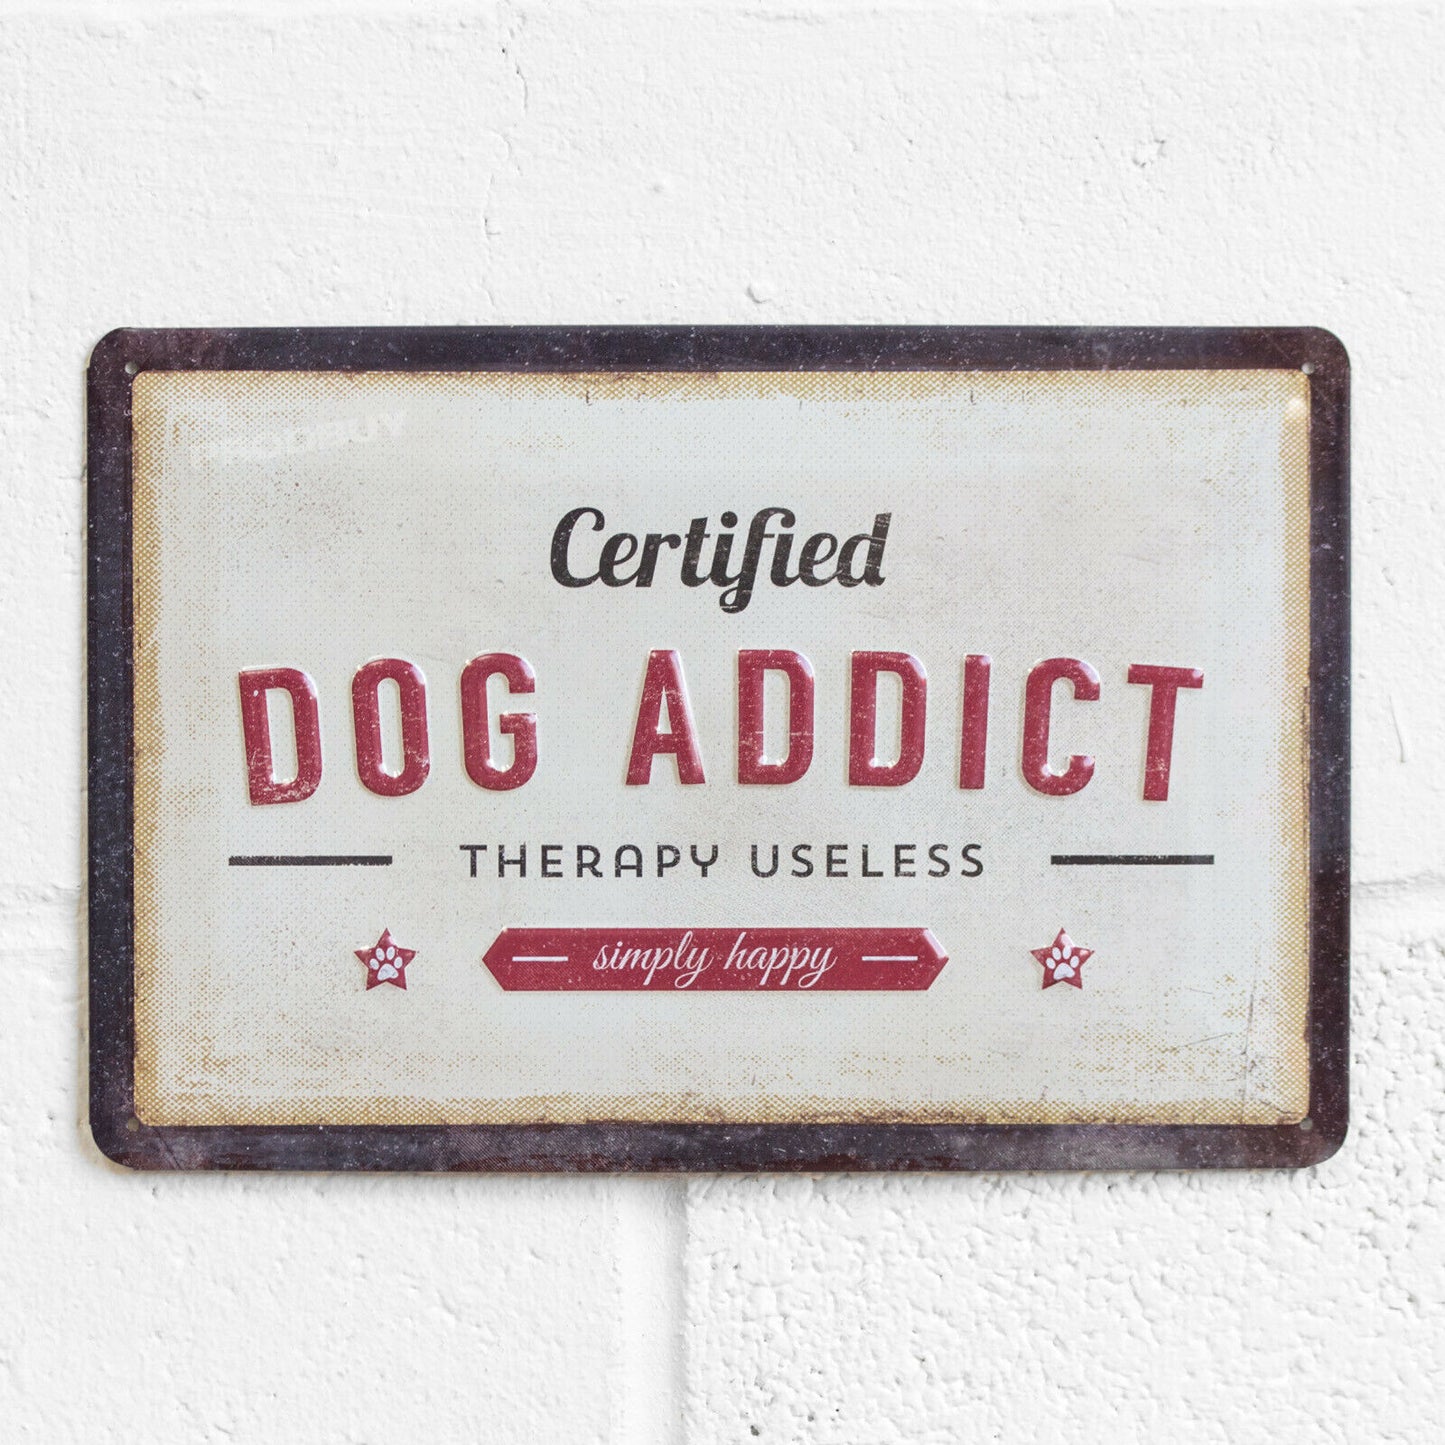 Certified
DOG ADDICT
THERAPY USELESS
simply happy